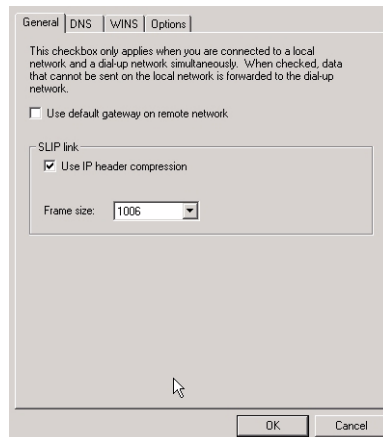 General DNS WINS Options
This checkbox only applies when you are connected to a local
network and a dial-up network simultaneously. When checked, data
that cannot be sent on the local network is forwarded to the dial-up
network.
Use default gateway on remote network
SLIP link
Use IP header compression
Frame size: 1006
OK Cancel